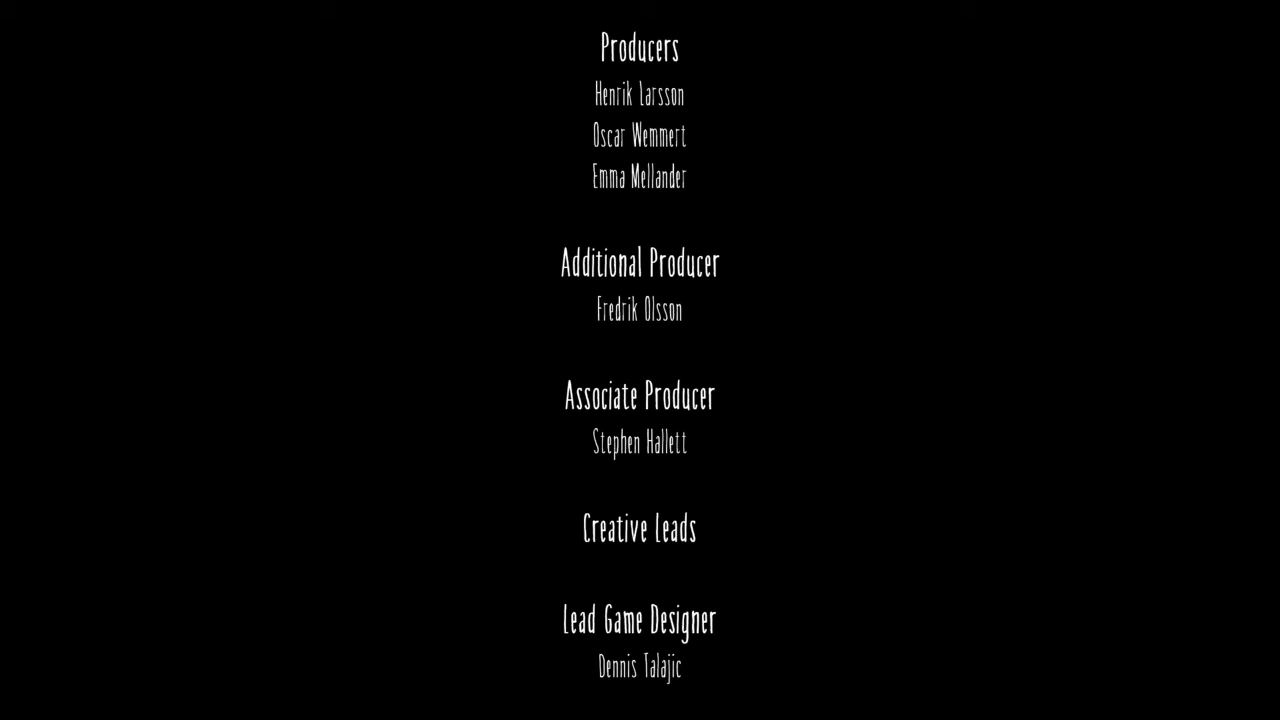 Producers
Henrik Larsson
Oscar Wemmert
Emma Mellander
Additional Producer
Fredrik Olsson
Associate Producer
Stephen Hallett
Creative Leads
Lead Game Designer
Dennis Talajic